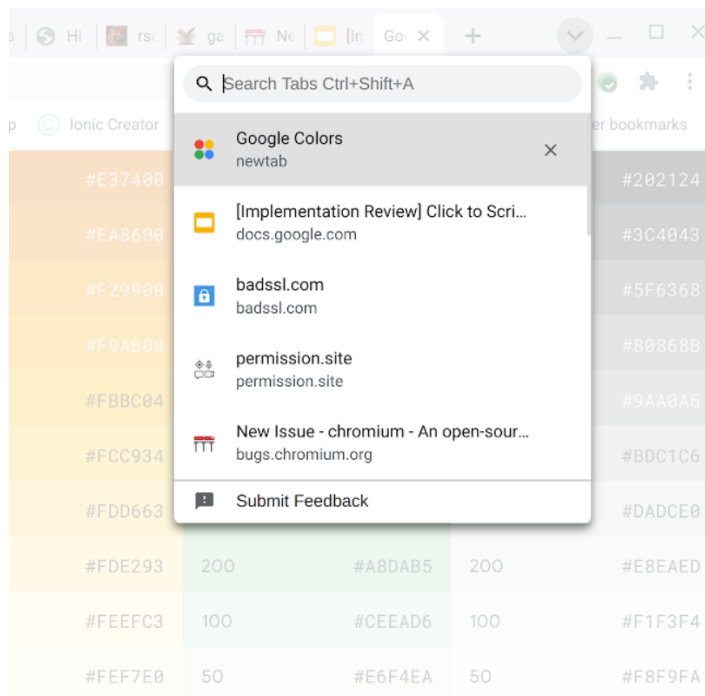 Hi rs ga Ne [In Go
Search Tabs Ctrl+Shift+A
p Ionic Creator er bookmarks
Google Colors
newtab
#E37400 #202124
[Implementation Review] Click to Scri...
docs.google.com
#EA8600 #3C4043
badssl.com
badssl.com
#F29900 #5F6368
#F9AB00 #80868B
permission.site
permission.site
#FBBC04 #9AA0A6
New Issue - chromium - An open-sour...
bugs.chromium.org
#FCC934 #BDC1C6
Submit Feedback
#FDD663 #DADCE0
#FDE293 200 #A8DAB5 200 #E8EAED
#FEEFC3 100 #CEEAD6 100 #F1F3F4
#FEF7E0 50 #E6F4EA 50 #F8F9FA